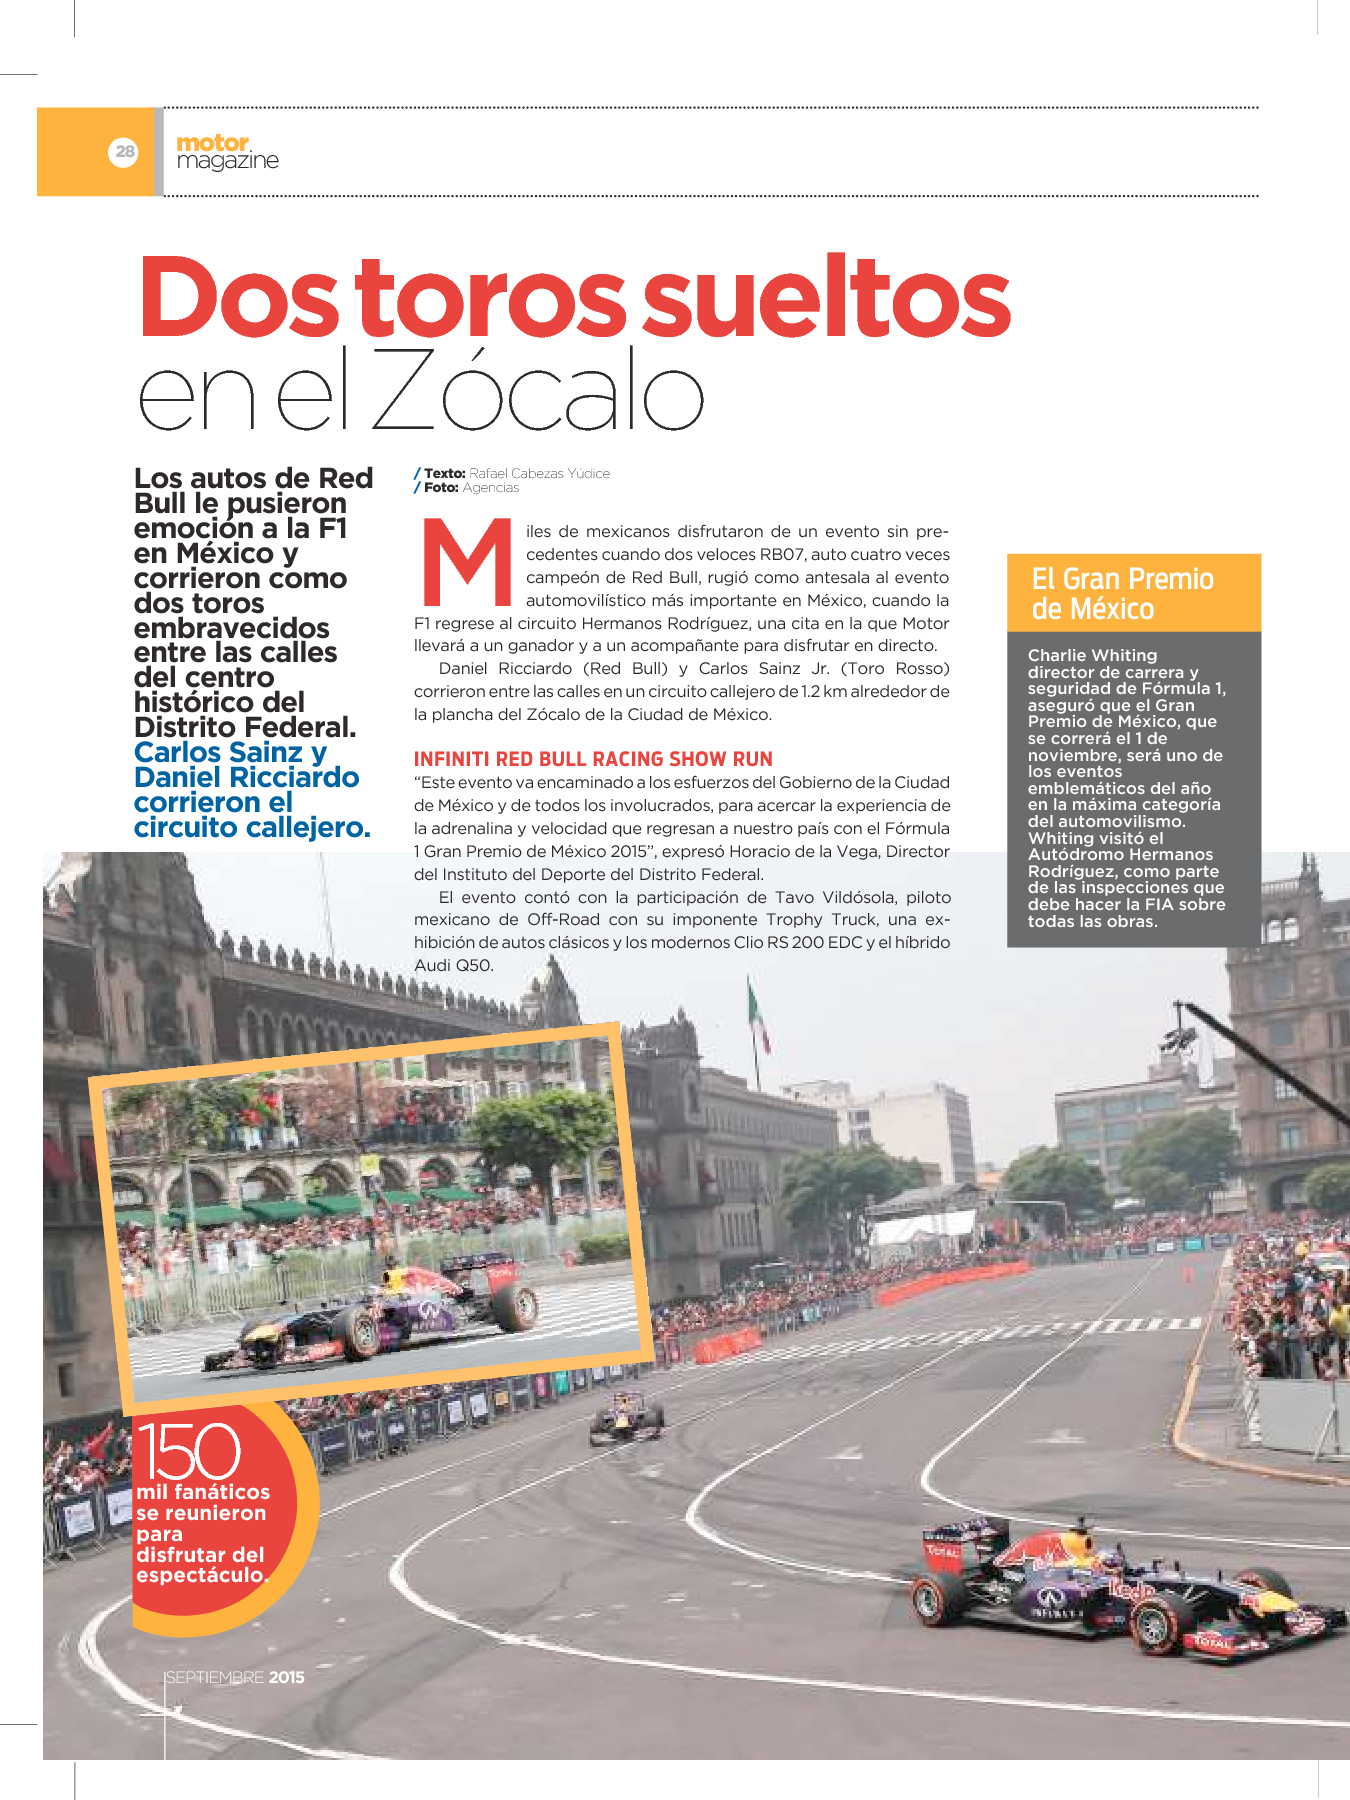 28
motor
magazine
Dos toros sueltos
en el Zócalo
Los autos de Red
Bull le pusieron
emoción a la F1
en México y
corrieron como
dos toros
embravecidos
entre las calles
del centro
histórico del
Distrito Federal.
Carlos Sainz y
Daniel Ricciardo
corrieron el
circuito callejero.
/ Texto: Rafael Cabezas Yúdice
/ Foto: Agencias
Miles de mexicanos disfrutaron de un evento sin pre-
cedentes cuando dos veloces RB07, auto cuatro veces
campeón de Red Bull, rugió como antesala al evento
automovilístico más importante en México, cuando la
F1 regrese al circuito Hermanos Rodríguez, una cita en la que Motor
llevará a un ganador y a un acompañante para disfrutar en directo.
Daniel Ricciardo (Red Bull) y Carlos Sainz Jr. (Toro Rosso)
corrieron entre las calles en un circuito callejero de 1.2 km alrededor de
la plancha del Zócalo de la Ciudad de México.
INFINITI RED BULL RACING SHOW RUN
“Este evento va encaminado a los esfuerzos del Gobierno de la Ciudad
de México y de todos los involucrados, para acercar la experiencia de
la adrenalina y velocidad que regresan a nuestro país con el Fórmula
1 Gran Premio de México 2015”, expresó Horacio de la Vega, Director
del Instituto del Deporte del Distrito Federal.
El evento contó con la participación de Tavo Vildósola, piloto
mexicano de Off-Road con su imponente Trophy Truck, una ex-
hibición de autos clásicos y los modernos Clio RS 200 EDC y el híbrido
Audi Q50.
El Gran Premio
de México
Charlie Whiting
director de carrera y
seguridad de Fórmula 1,
aseguró que el Gran
Premio de México, que
se correrá el 1 de
noviembre, será uno de
los eventos
emblemáticos del año
en la máxima categoría
del automovilismo.
Whiting visitó el
Autódromo Hermanos
Rodríguez, como parte
de las inspecciones que
debe hacer la FIA sobre
todas las obras.
150
mil fanáticos
se reunieron
para
disfrutar del
espectáculo.
TOTAL
INFINITI
TOTAL
SEPTIEMBRE 2015